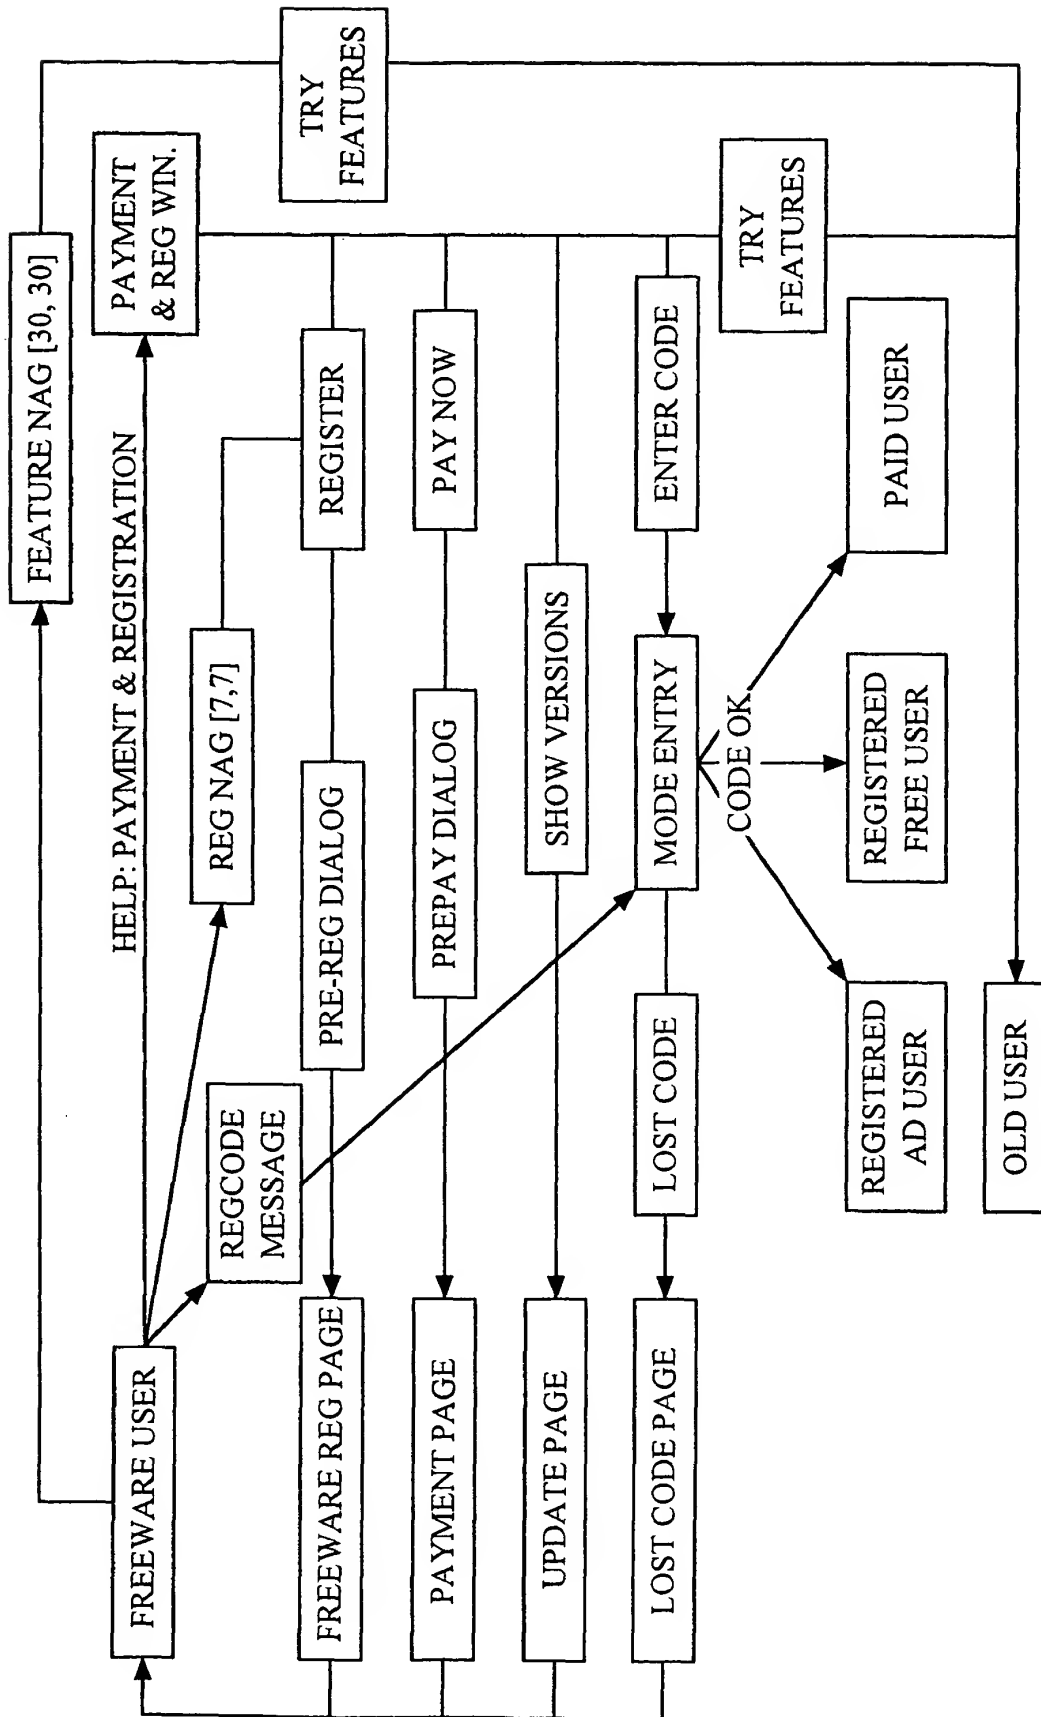 FEATURE NAG [30, 30]
TRY
FEATURES
PAYMENT
& REG WIN.
HELP: PAYMENT & REGISTRATION
FREEWARE USER
REG NAG [7,7]
REGCODE
MESSAGE
FREEWARE REG PAGE
PRE-REG DIALOG
REGISTER
PAYMENT PAGE
PREPAY DIALOG
PAY NOW
UPDATE PAGE
SHOW VERSIONS
LOST CODE PAGE
LOST CODE
MODE ENTRY
ENTER CODE
TRY
FEATURES
CODE OK
REGISTERED
AD USER
REGISTERED
FREE USER
PAID USER
OLD USER